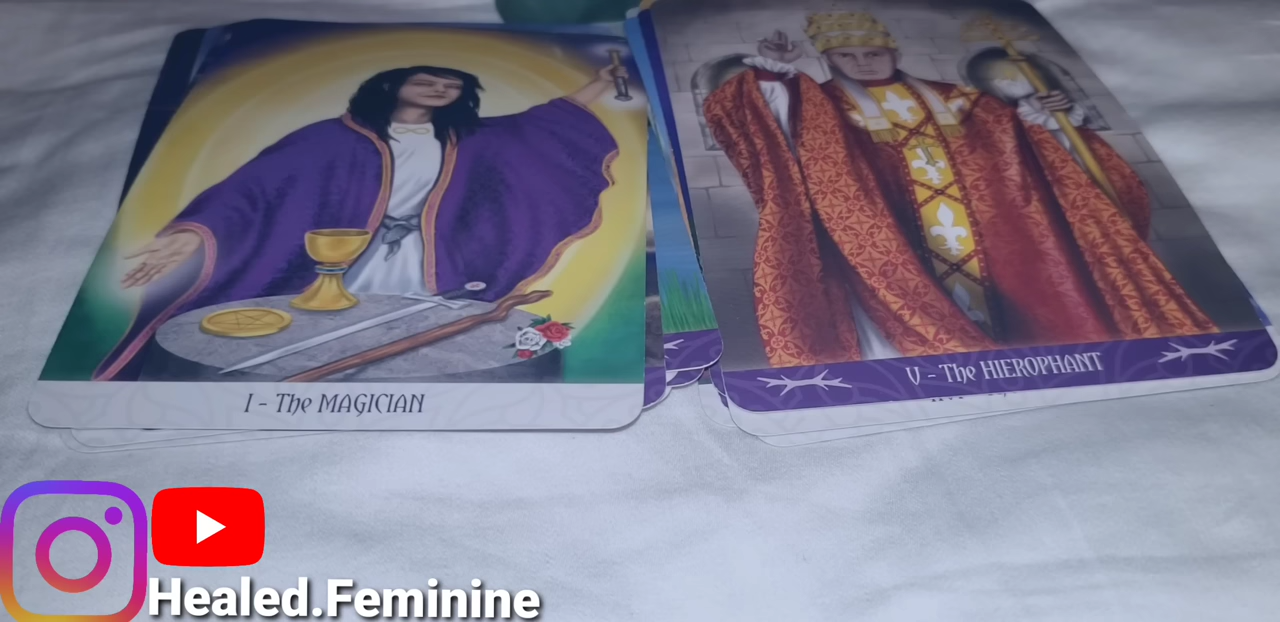 I - The MAGICIAN
V - The HIEROPHANT
Healed.Feminine